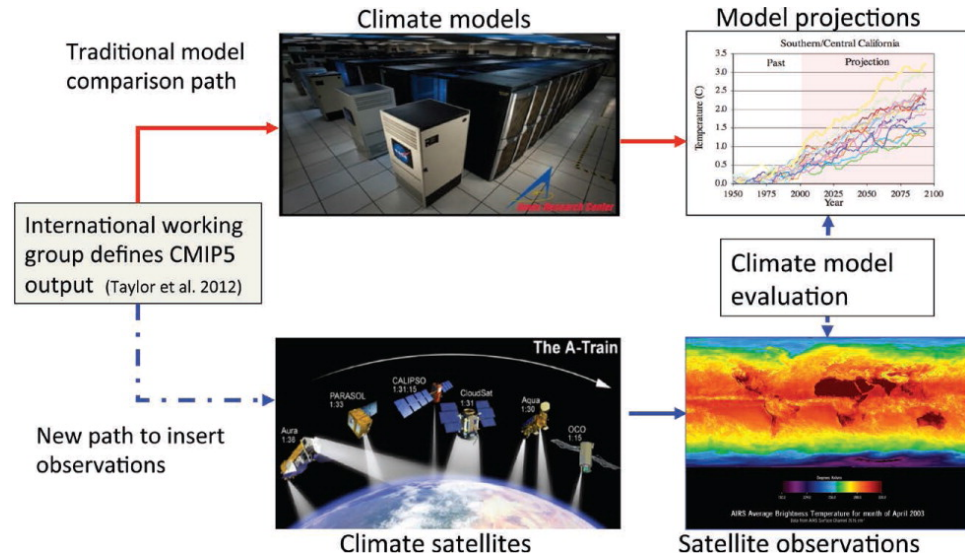 Climate models
Model projections
Traditional model
comparison path
Southern/Central California
Past
Projection
Temperature (C)
3.5
3.0
2.5
2.0
1.5
1.0
0.5
0.0
1950
1975
2000
2025
2050
2075
2100
Year
Research Center
International working
group defines CMIP5
output (Taylor et al. 2012)
Climate model
evaluation
New path to insert
observations
The A-Train
CALIPSO
1:31:15
CloudSat
1:31
PARASOL
1:33
Aqua
1:30
Aura
1:38
OCO
1:15
AIRS Average Brightness Temperature for month of April 2003
Climate satellites
Satellite observations